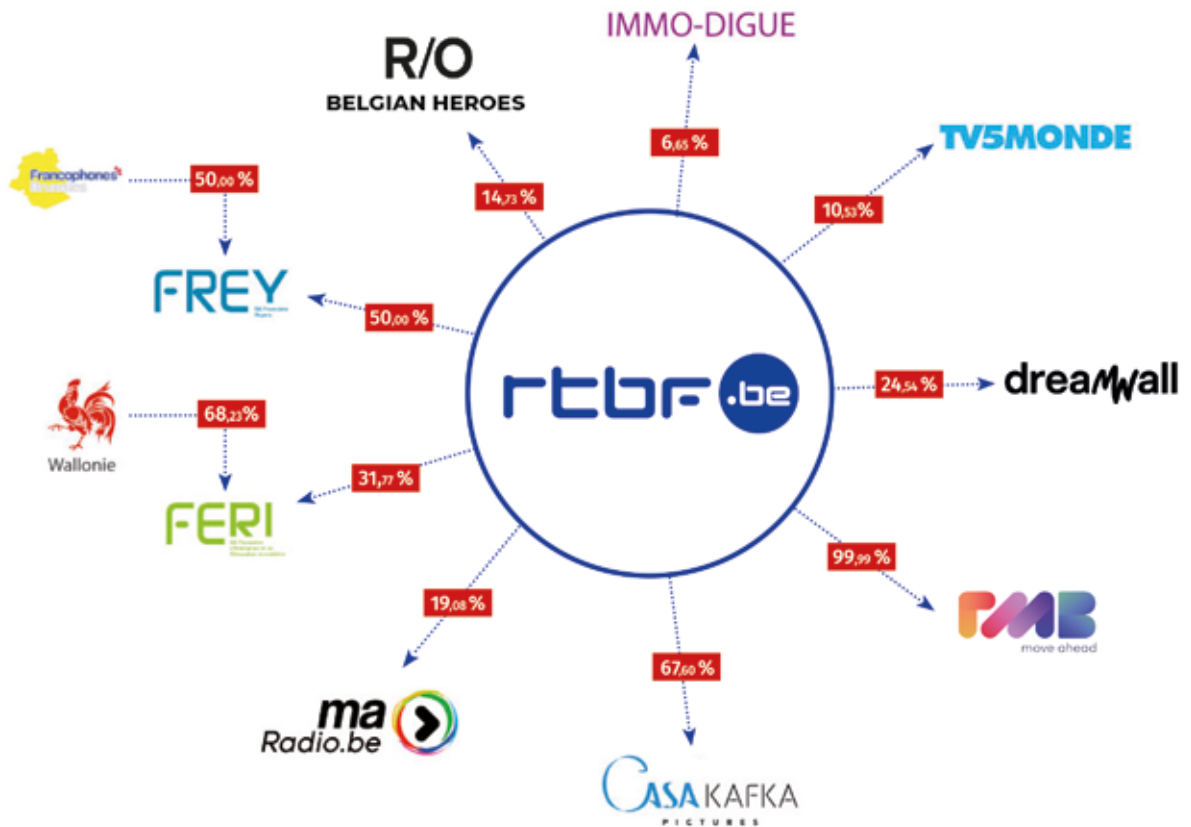 IMMO-DIGUE
R/O
BELGIAN HEROES
6,65 %
TV5MONDE
Francophones
Bruxelles
50,00 %
14,73 %
10,53%
FREY
50,00 %
rtbf.be
24,54 %
dreamwall
Wallonie
68,23%
31,77 %
FERI
99,99 %
19,08 %
rmb
move ahead
67,60 %
ma
Radio.be
CASA KAFKA
PICTURES